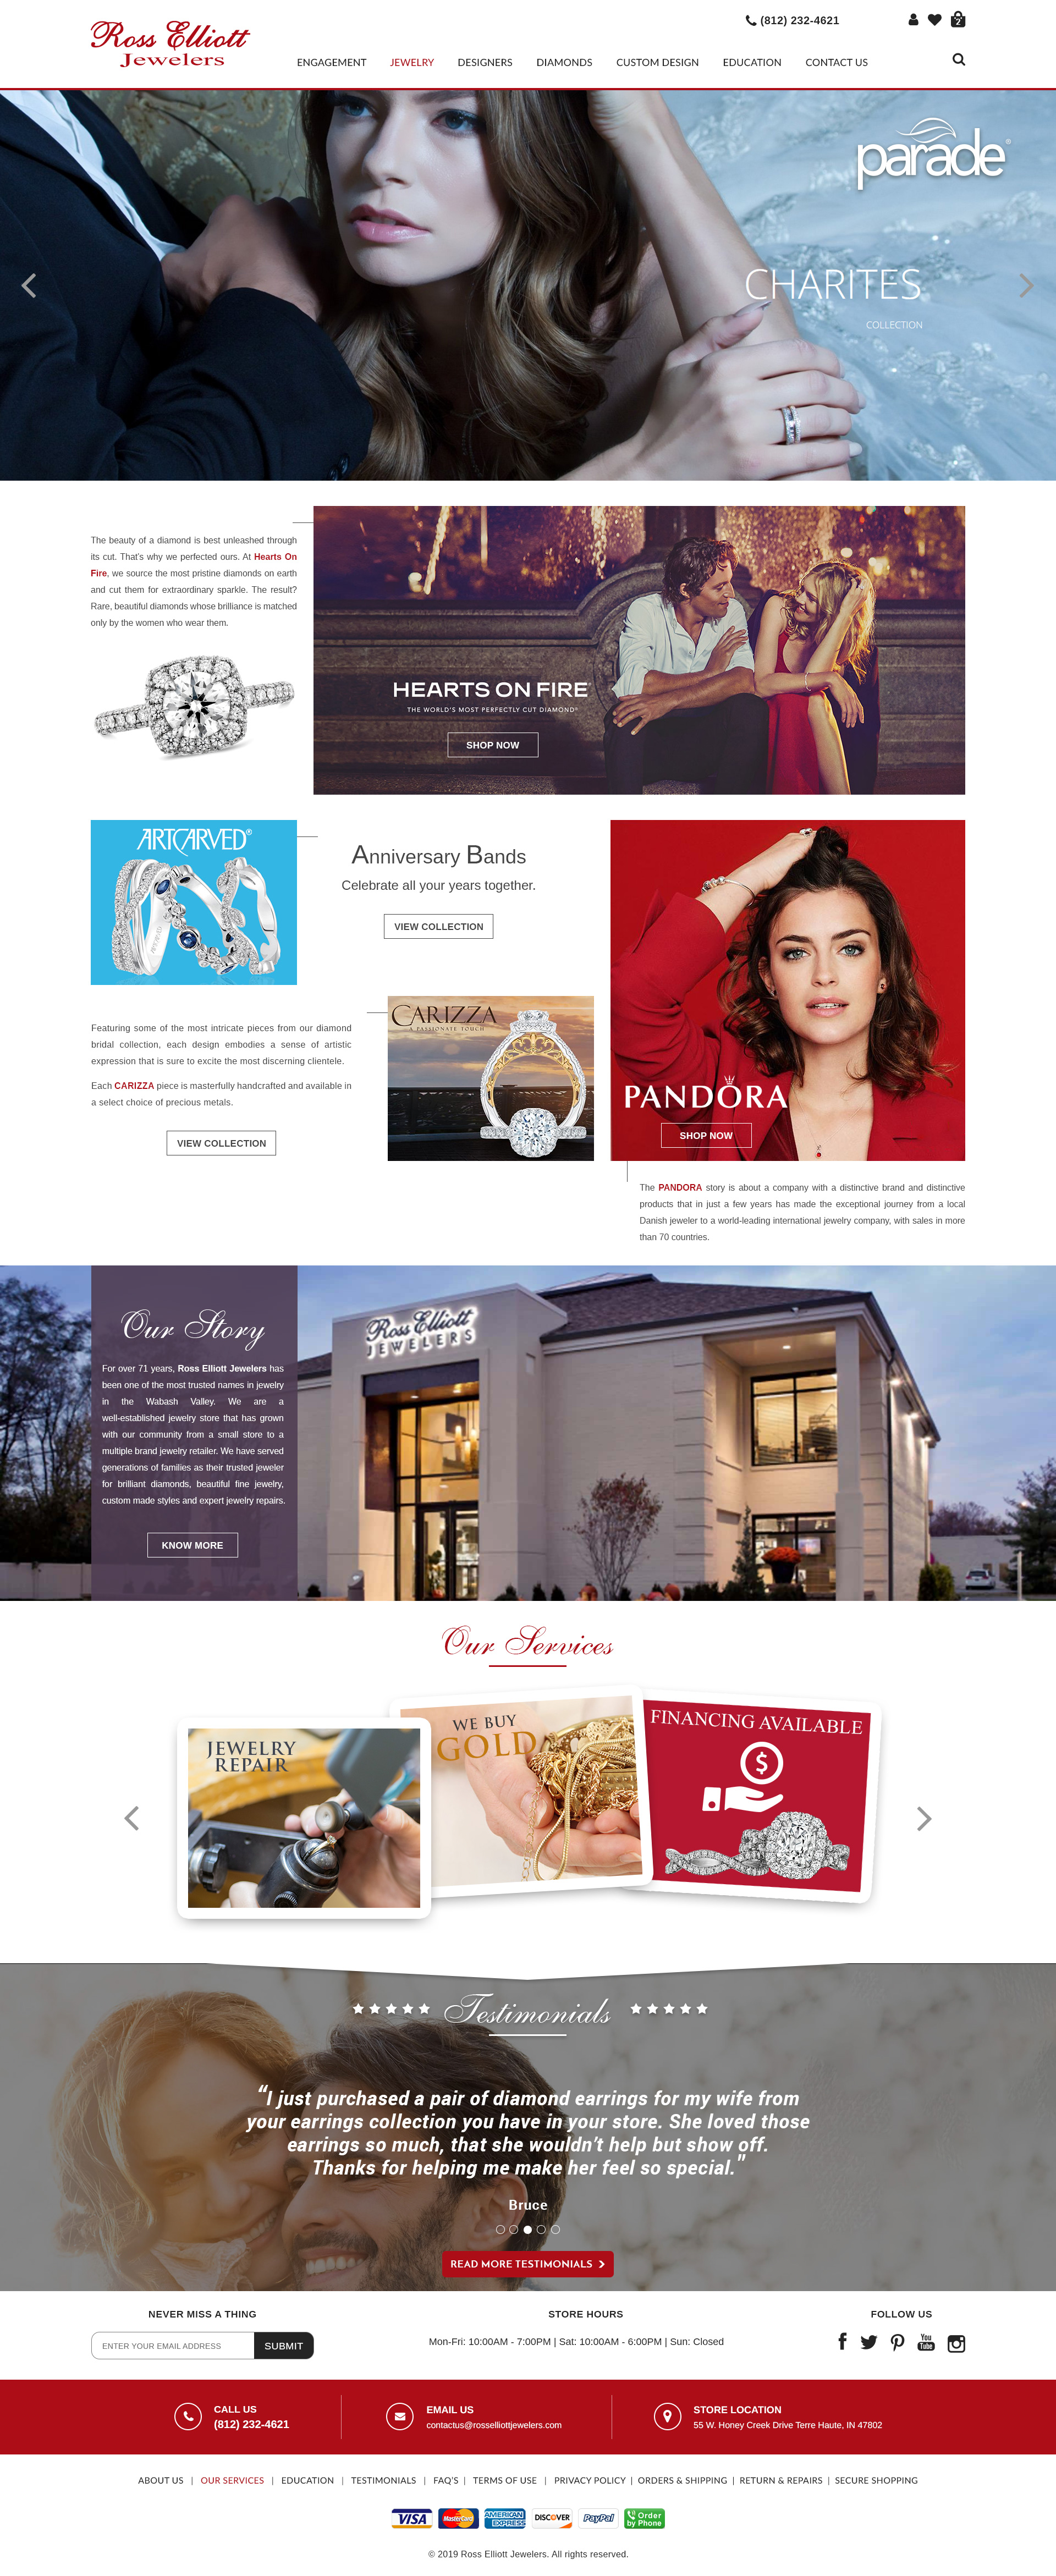 Ross Elliott
Jewelers
(812) 232-4621
2
ENGAGEMENT JEWELRY DESIGNERS DIAMONDS CUSTOM DESIGN EDUCATION CONTACT US
parade®
CHARITES
COLLECTION
The beauty of a diamond is best unleashed through
its cut. That's why we perfected ours. At Hearts On
Fire, we source the most pristine diamonds on earth
and cut them for extraordinary sparkle. The result?
Rare, beautiful diamonds whose brilliance is matched
only by the women who wear them.
HEARTS ON FIRE
THE WORLD'S MOST PERFECTLY CUT DIAMOND®
SHOP NOW
ARTCARVED®
Anniversary Bands
Celebrate all your years together.
VIEW COLLECTION
Featuring some of the most intricate pieces from our diamond
bridal collection, each design embodies a sense of artistic
expression that is sure to excite the most discerning clientele.
Each CARIZZA piece is masterfully handcrafted and available in
a select choice of precious metals.
VIEW COLLECTION
CARIZZA
A PASSIONATE TOUCH
PANDORA
SHOP NOW
The PANDORA story is about a company with a distinctive brand and distinctive
products that in just a few years has made the exceptional journey from a local
Danish jeweler to a world-leading international jewelry company, with sales in more
than 70 countries.
Our Story
For over 71 years, Ross Elliott Jewelers has
been one of the most trusted names in jewelry
in the Wabash Valley. We are a
well-established jewelry store that has grown
with our community from a small store to a
multiple brand jewelry retailer. We have served
generations of families as their trusted jeweler
for brilliant diamonds, beautiful fine jewelry,
custom made styles and expert jewelry repairs.
KNOW MORE
Ross Elliott
JEWELERS
Our Services
JEWELRY
REPAIR
WE BUY
GOLD
FINANCING AVAILABLE
$
Testimonials
“I just purchased a pair of diamond earrings for my wife from
your earrings collection you have in your store. She loved those
earrings so much, that she wouldn’t help but show off.
Thanks for helping me make her feel so special.”
Bruce
READ MORE TESTIMONIALS
NEVER MISS A THING
ENTER YOUR EMAIL ADDRESS
SUBMIT
STORE HOURS
Mon-Fri: 10:00AM - 7:00PM | Sat: 10:00AM - 6:00PM | Sun: Closed
FOLLOW US
You
Tube
CALL US
(812) 232-4621
EMAIL US
contactus@rosselliottjewelers.com
STORE LOCATION
55 W. Honey Creek Drive Terre Haute, IN 47802
ABOUT US | OUR SERVICES | EDUCATION | TESTIMONIALS | FAQ'S | TERMS OF USE | PRIVACY POLICY | ORDERS & SHIPPING | RETURN & REPAIRS | SECURE SHOPPING
VISA MasterCard AMERICAN EXPRESS DISCOVER PayPal Order by Phone
© 2019 Ross Elliott Jewelers. All rights reserved.